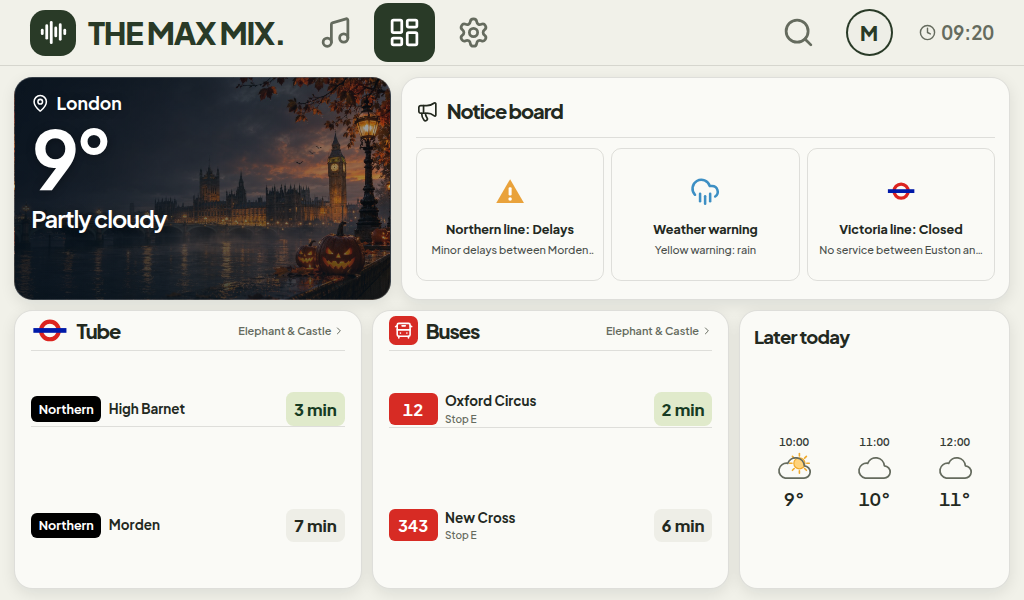 THE MAX MIX.
M
09:20
London
9°
Partly cloudy
Notice board
Northern line: Delays
Minor delays between Morden..
Weather warning
Yellow warning: rain
Victoria line: Closed
No service between Euston an...
Tube
Elephant & Castle
Northern
High Barnet
3 min
Northern
Morden
7 min
Buses
Elephant & Castle
12
Oxford Circus
Stop E
2 min
343
New Cross
Stop E
6 min
Later today
10:00
11:00
12:00
9°
10°
11°